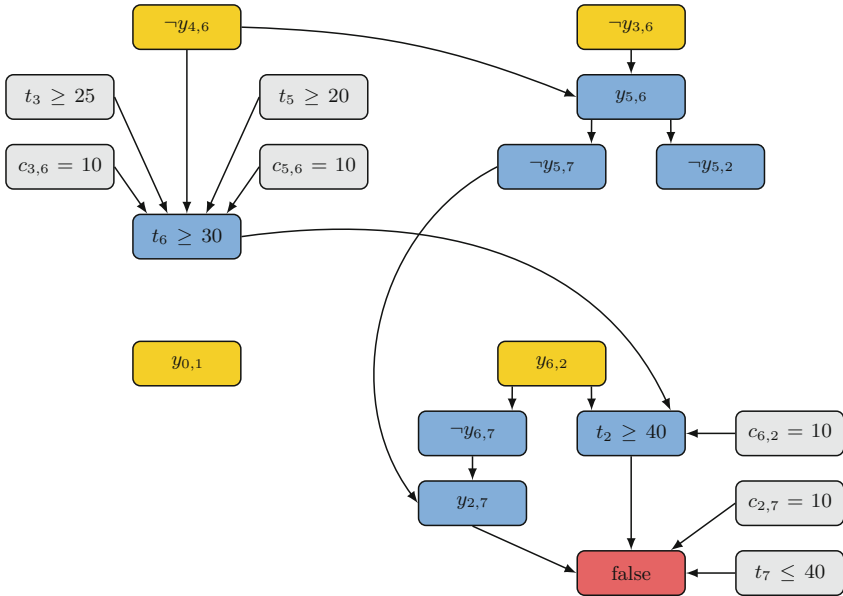 ¬y4,6
¬y3,6
t3 ≥ 25
t5 ≥ 20
y5,6
c3,6 = 10
c5,6 = 10
¬y5,7
¬y5,2
t6 ≥ 30
y0,1
y6,2
¬y6,7
t2 ≥ 40
c6,2 = 10
y2,7
c2,7 = 10
false
t7 ≤ 40